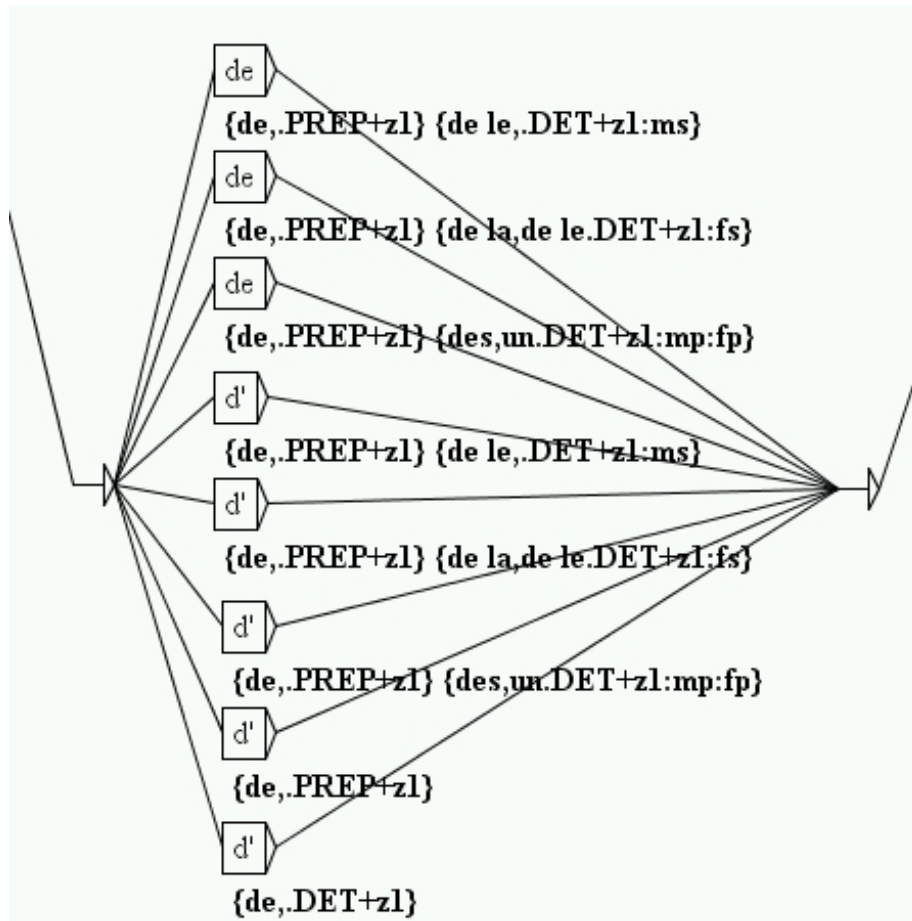 de
{de,.PREP+z1} {de le,.DET+z1:ms}
de
{de,.PREP+z1} {de la,de le.DET+z1:fs}
de
{de,.PREP+z1} {des,un.DET+z1:mp:fp}
d'
{de,.PREP+z1} {de le,.DET+z1:ms}
d'
{de,.PREP+z1} {de la,de le.DET+z1:fs}
d'
{de,.PREP+z1} {des,un.DET+z1:mp:fp}
d'
{de,.PREP+z1}
d'
{de,.DET+z1}